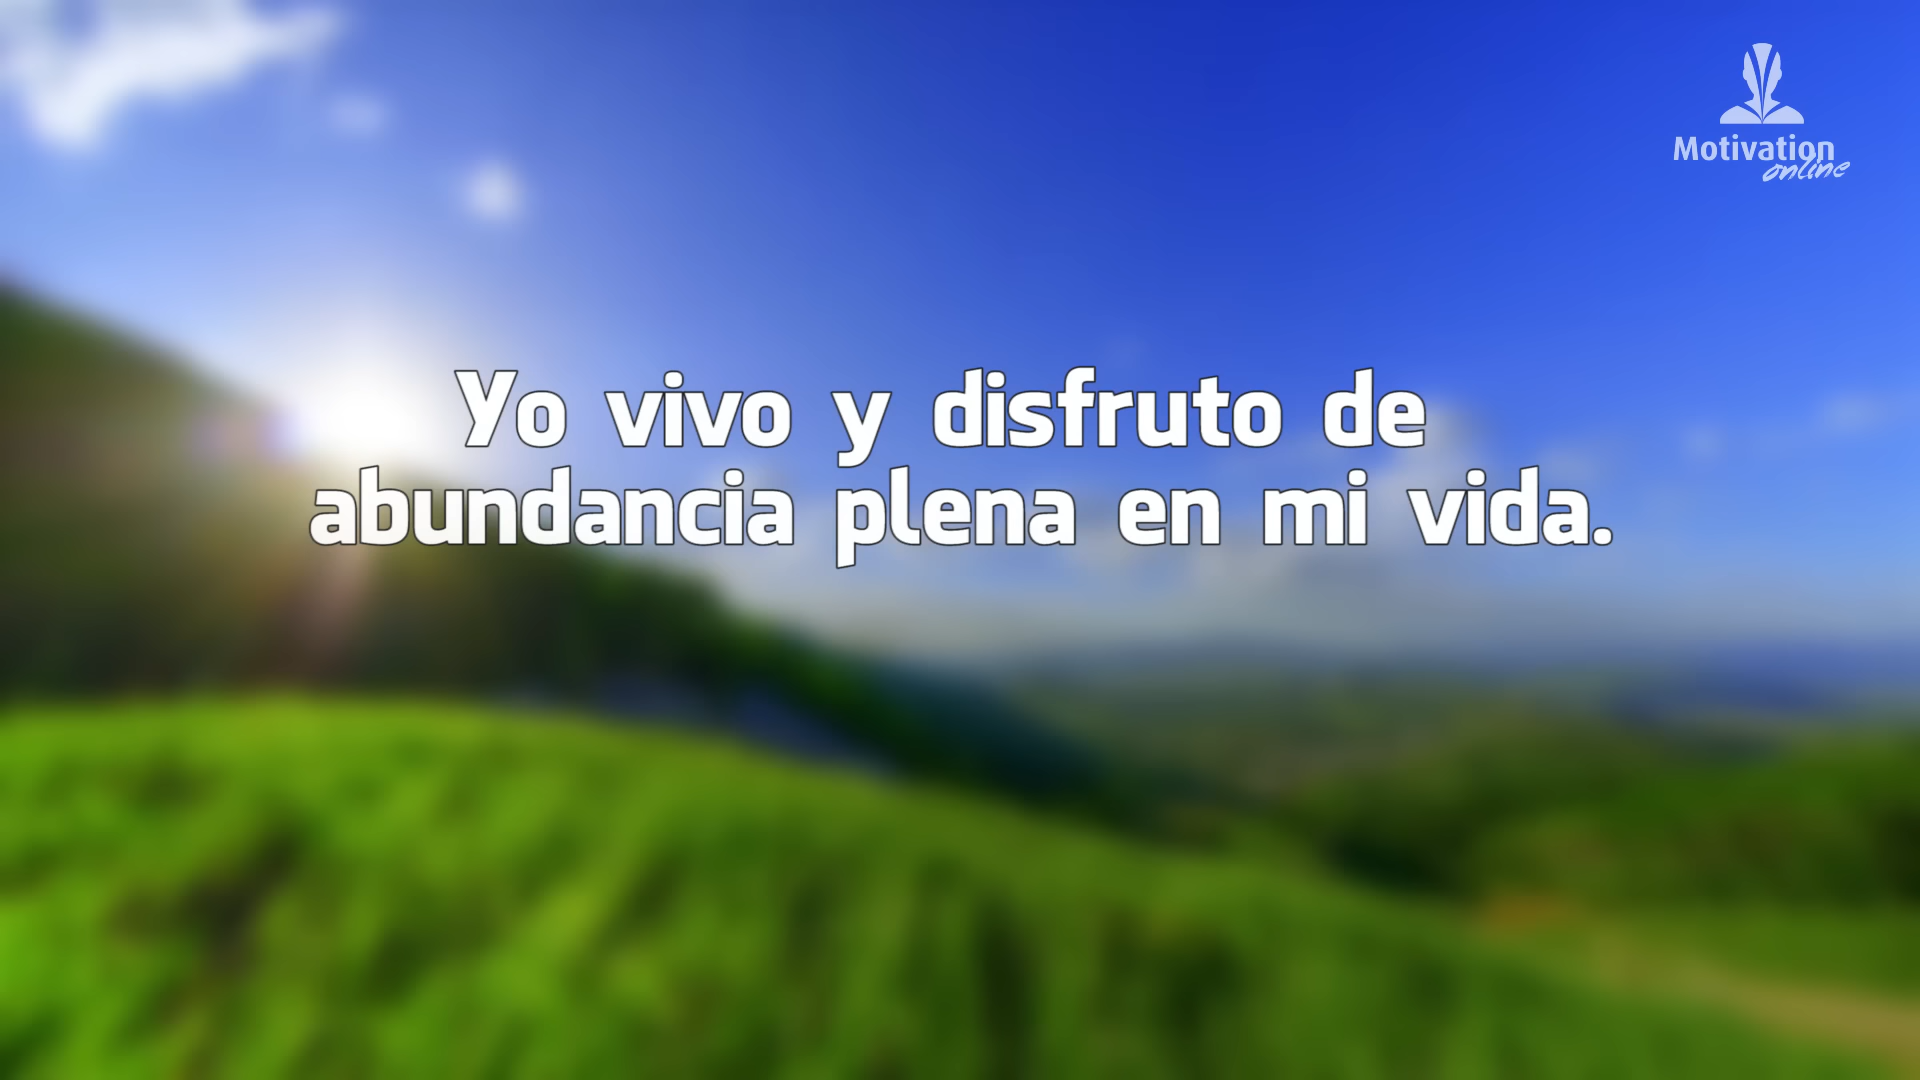 Motivation
online
Yo vivo y disfruto de
abundancia plena en mi vida.